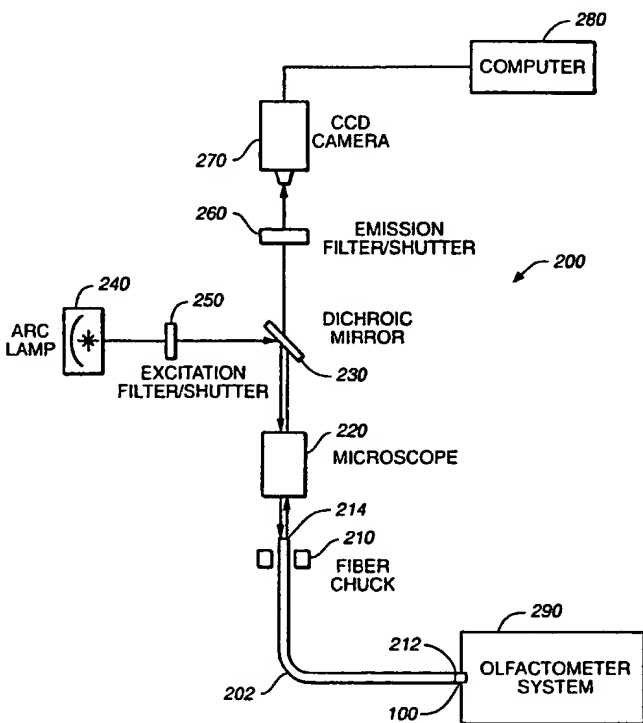 280
COMPUTER
CCD
CAMERA
270
260
EMISSION
FILTER/SHUTTER
200
240
250
ARC
LAMP
DICHROIC
MIRROR
EXCITATION
FILTER/SHUTTER
230
220
MICROSCOPE
214
210
FIBER
CHUCK
290
212
OLFACTOMETER
SYSTEM
202
100